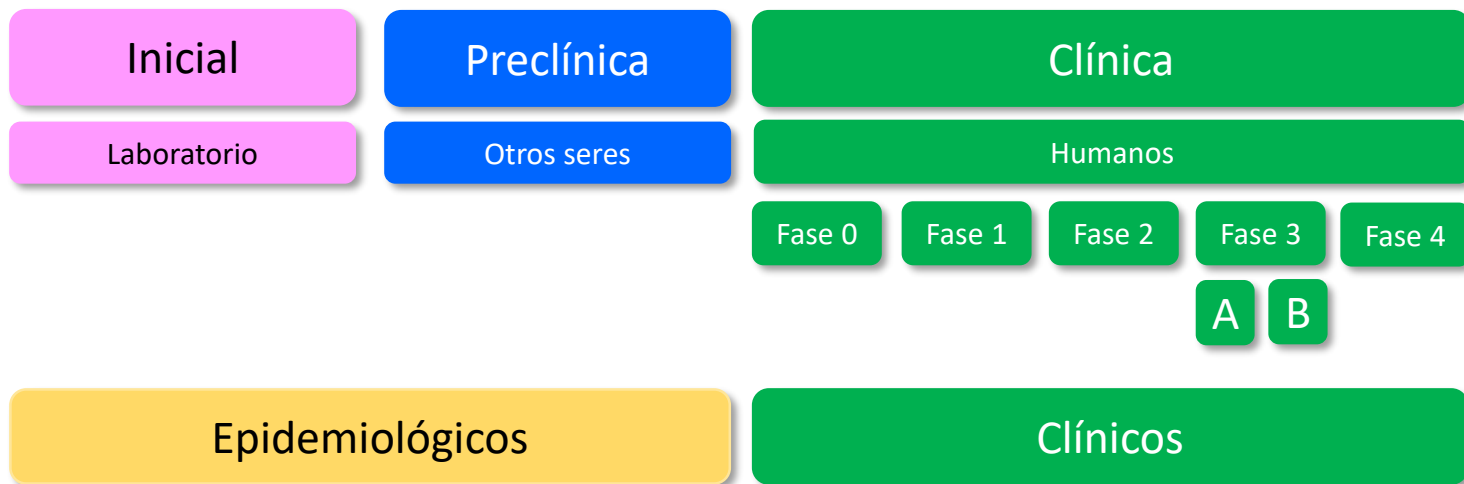 Inicial
Preclínica
Clínica
Laboratorio
Otros seres
Humanos
Fase 0
Fase 1
Fase 2
Fase 3
Fase 4
A
B
Epidemiológicos
Clínicos